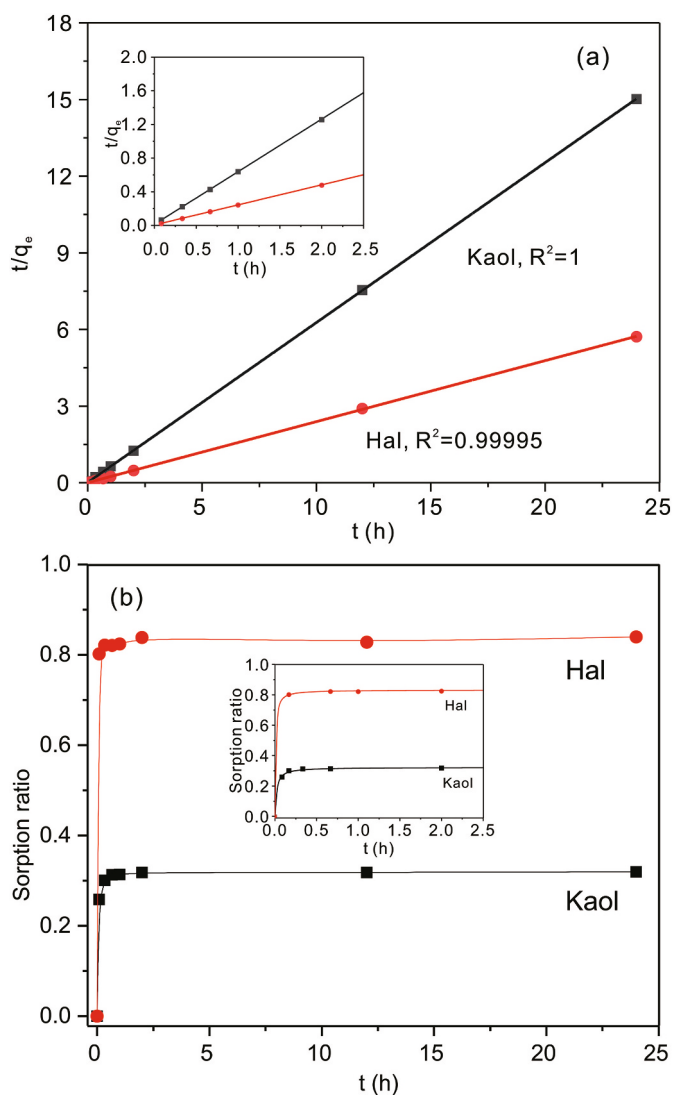 (a)
18
15
12
9
6
3
0
t/qₑ
0 5 10 15 20 25
t (h)
2.0
1.6
1.2
0.8
0.4
0.0
t/qₑ
0.0 0.5 1.0 1.5 2.0 2.5
t (h)
Kaol, R²=1
Hal, R²=0.99995
(b)
1.0
0.8
0.6
0.4
0.2
0.0
Sorption ratio
Hal
1.0
0.8
0.6
0.4
0.2
0
Sorption ratio
Hal
Kaol
0.0 0.5 1.0 1.5 2.0 2.5
t (h)
Kaol
0 5 10 15 20 25
t (h)